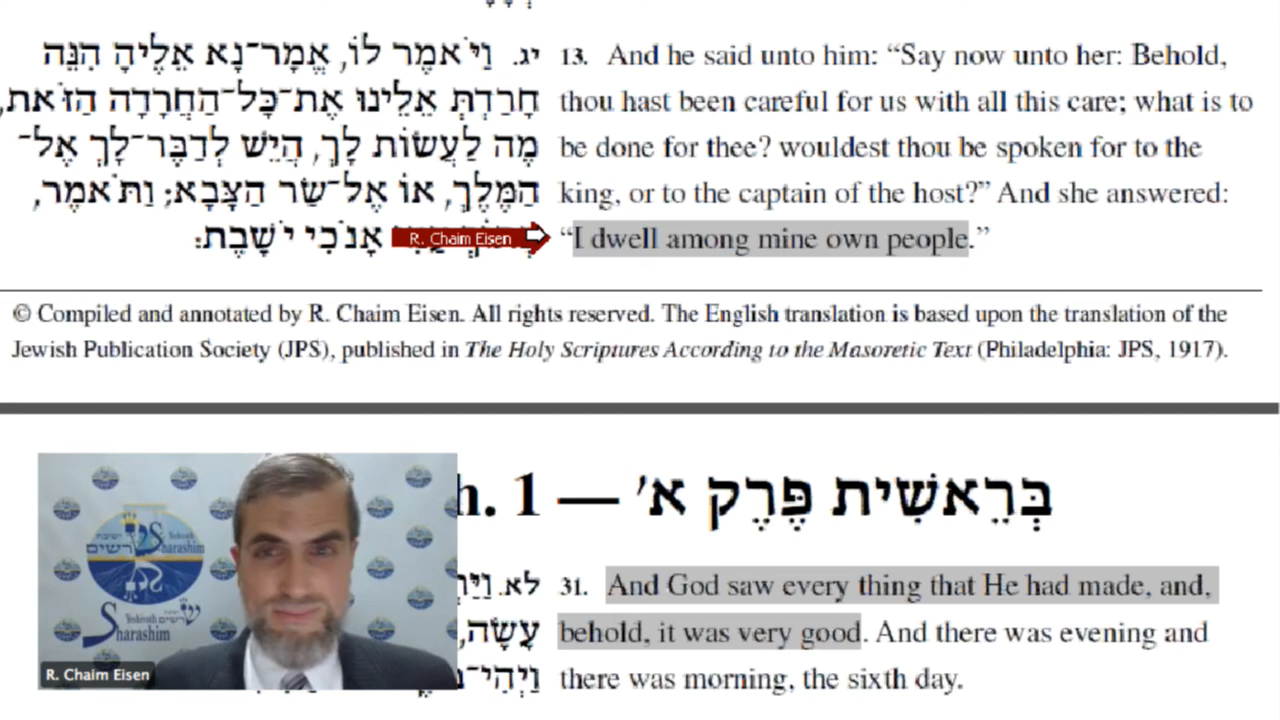 יג. וַיֹּאמֶר לוֹ, אֱמָר־נָא אֵלֶיהָ הִנֵּה
חָרַדְתְּ אֵלֵינוּ אֶת־כׇּל־הַחֲרָדָה הַזֹּאת,
מֶה לַעֲשׂוֹת לָךְ, הֲיֵשׁ לְדַבֶּר־לָךְ אֶל־
הַמֶּלֶךְ, אוֹ אֶל־שַׂר הַצָּבָא; וַתֹּאמֶר,
אָנֹכִי יֹשָׁבֶת׃
13. And he said unto him: “Say now unto her: Behold,
thou hast been careful for us with all this care; what is to
be done for thee? wouldest thou be spoken for to the
king, or to the captain of the host?” And she answered:
“I dwell among mine own people.”
R. Chaim Eisen
© Compiled and annotated by R. Chaim Eisen. All rights reserved. The English translation is based upon the translation of the
Jewish Publication Society (JPS), published in The Holy Scriptures According to the Masoretic Text (Philadelphia: JPS, 1917).
h. 1 — בְּרֵאשִׁית פֶּרֶק א׳
לא.
עָשָׂה,
31. And God saw every thing that He had made, and,
behold, it was very good. And there was evening and
there was morning, the sixth day.
Yeshivath
Sharashim
ישיבת
שרשים
Yeshivath
Sharashim
R. Chaim Eisen